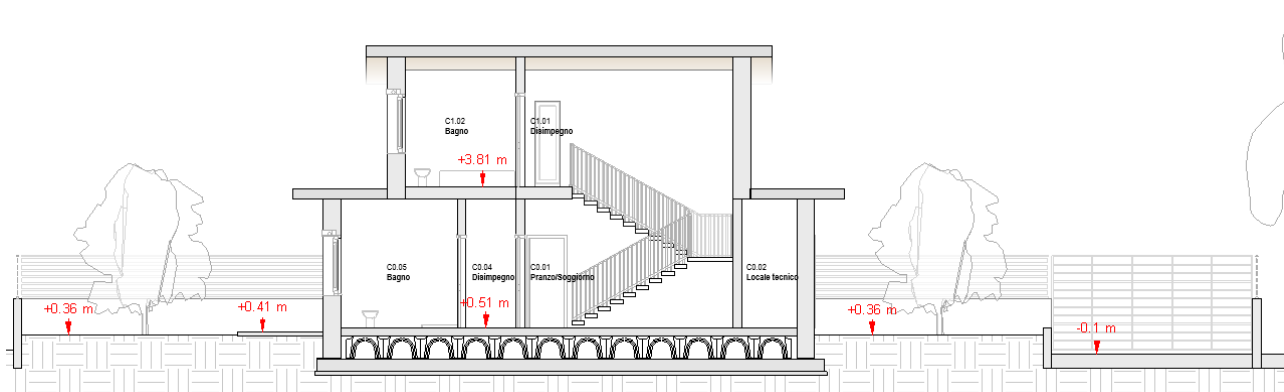 C1.02
Bagno
C1.01
Disimpegno
+3.81 m
C0.05
Bagno
C0.04
Disimpegno
C0.01
Pranzo/Soggiorno
C0.02
Locale tecnico
+0.36 m
+0.41 m
+0.51 m
+0.36 m
-0.1 m